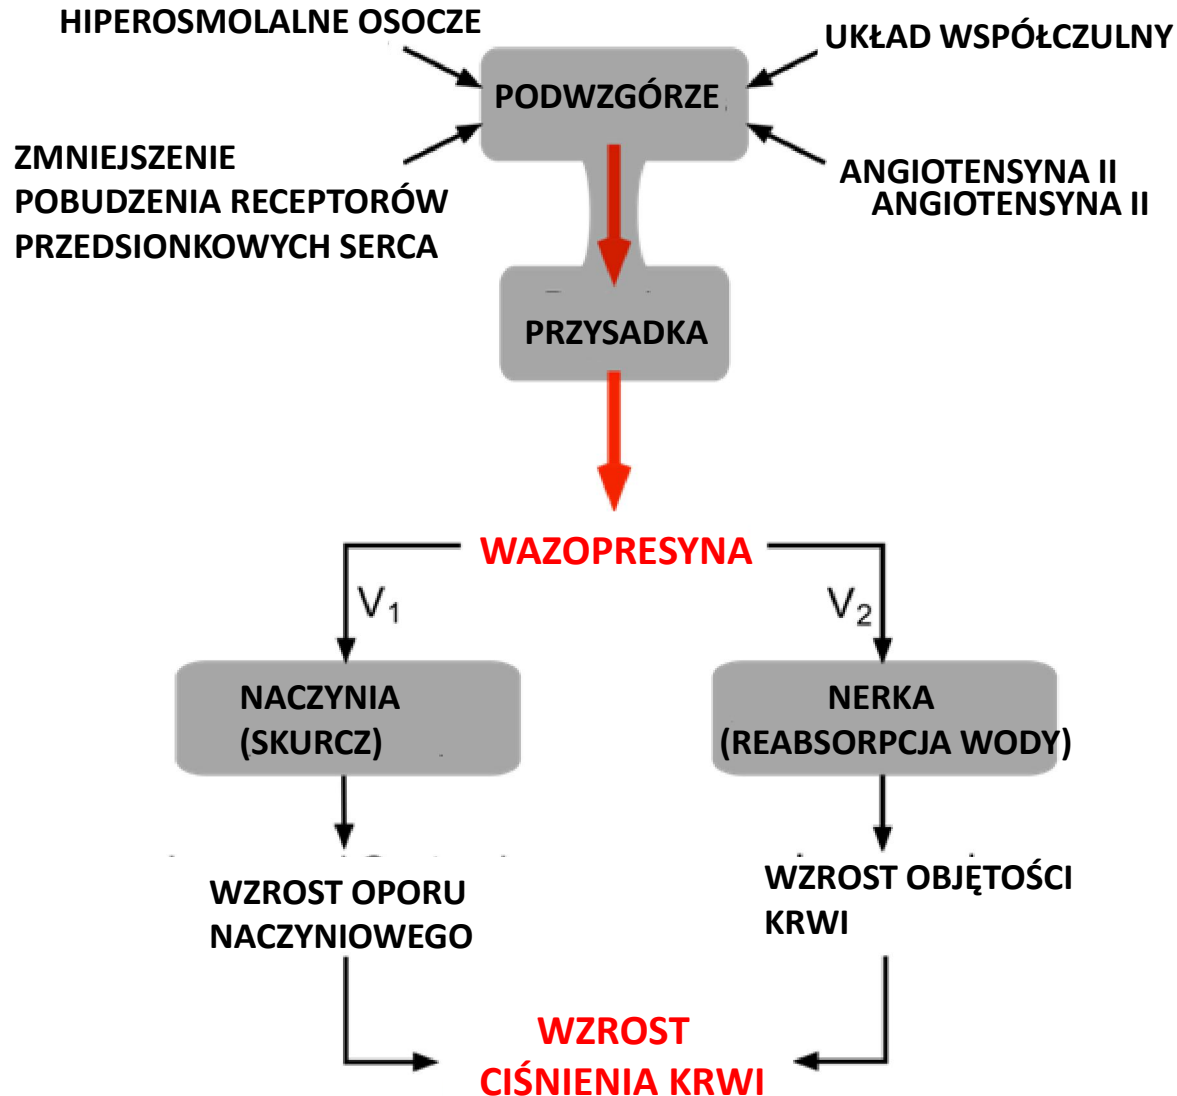 HIPEROSMOLALNE OSOCZE
UKŁAD WSPÓŁCZULNY
PODWZGÓRZE
ZMNIEJSZENIE
POBUDZENIA RECEPTORÓW
PRZEDSIONKOWYCH SERCA
ANGIOTENSYNA II
ANGIOTENSYNA II
PRZYSADKA
WAZOPRESYNA
V₁
V₂
NACZYNIA
(SKURCZ)
NERKA
(REABSORPCJA WODY)
WZROST OPORU
NACZYNIOWEGO
WZROST OBJĘTOŚCI
KRWI
WZROST
CIŚNIENIA KRWI